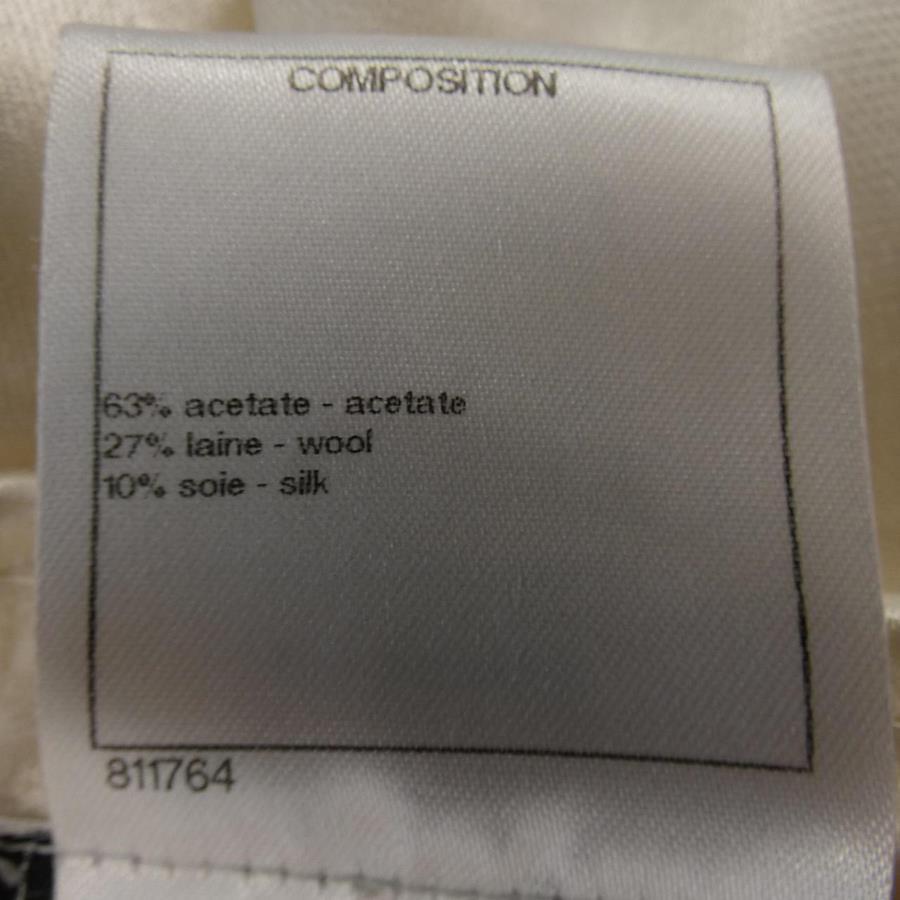 COMPOSITION
63% acetate - acetate
27% laine - wool
10% soie - silk
811764